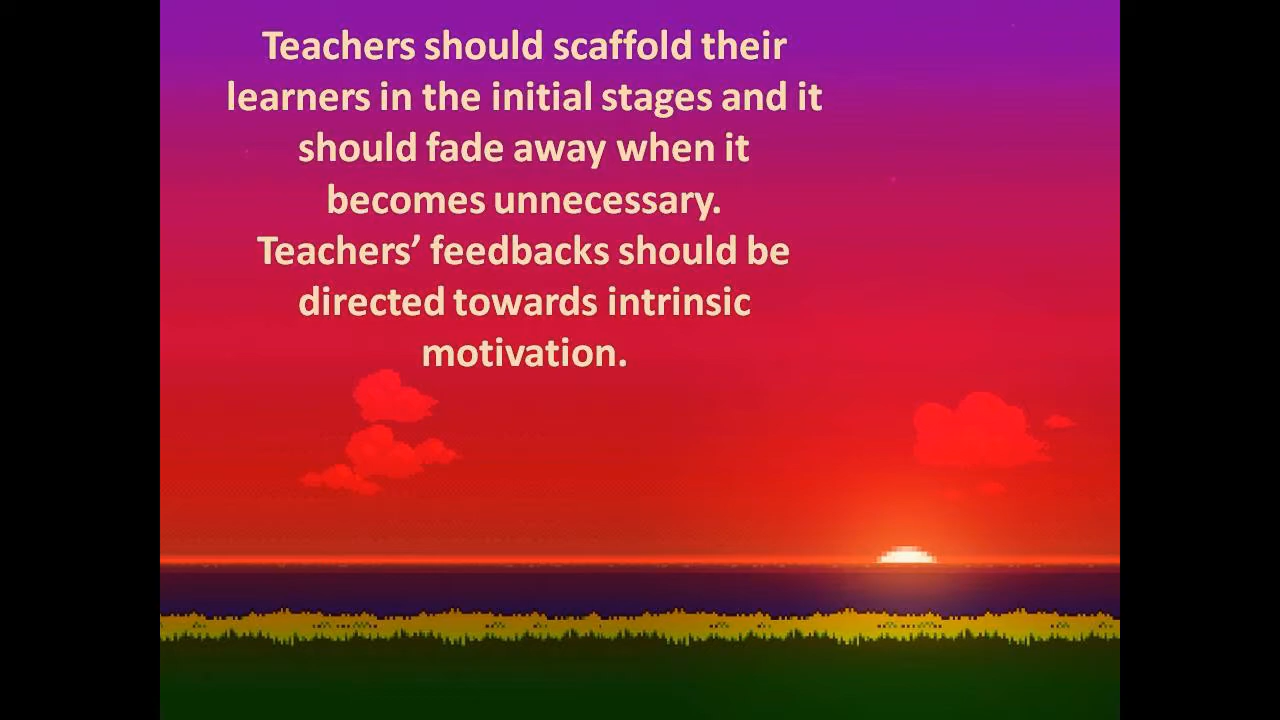 Teachers should scaffold their
learners in the initial stages and it
should fade away when it
becomes unnecessary.
Teachers’ feedbacks should be
directed towards intrinsic
motivation.